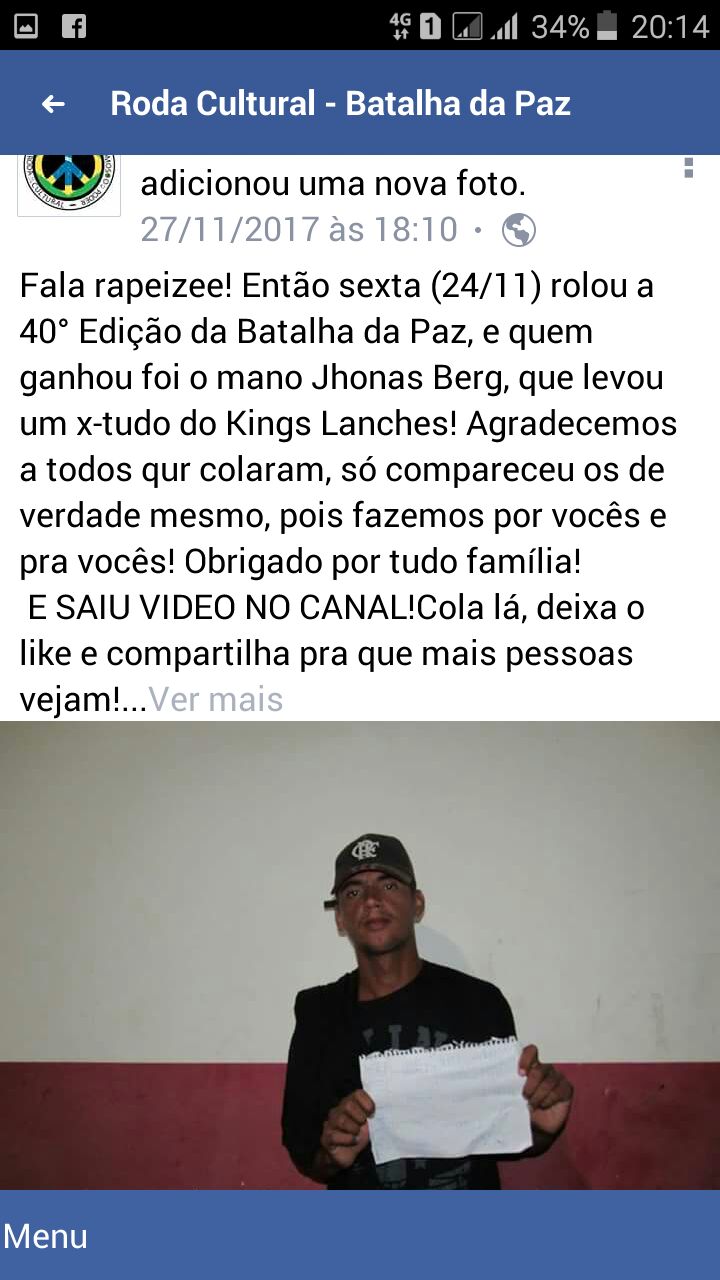 4G 1 34% 20:14
Roda Cultural - Batalha da Paz
adicionou uma nova foto.
27/11/2017 às 18:10 •
Fala rapeizee! Então sexta (24/11) rolou a
40° Edição da Batalha da Paz, e quem
ganhou foi o mano Jhonas Berg, que levou
um x-tudo do Kings Lanches! Agradecemos
a todos qur colaram, só compareceu os de
verdade mesmo, pois fazemos por vocês e
pra vocês! Obrigado por tudo família!
E SAIU VIDEO NO CANAL!Cola lá, deixa o
like e compartilha pra que mais pessoas
vejam!...Ver mais
Menu